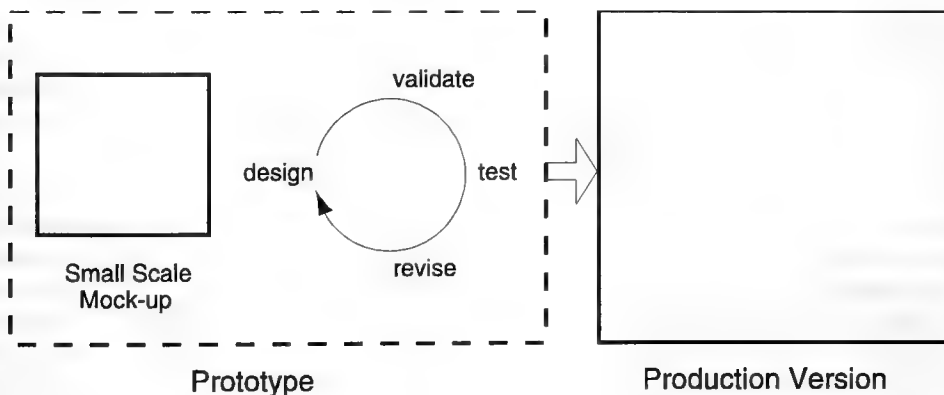 validate
design
test
revise
Small Scale
Mock-up
Prototype
Production Version